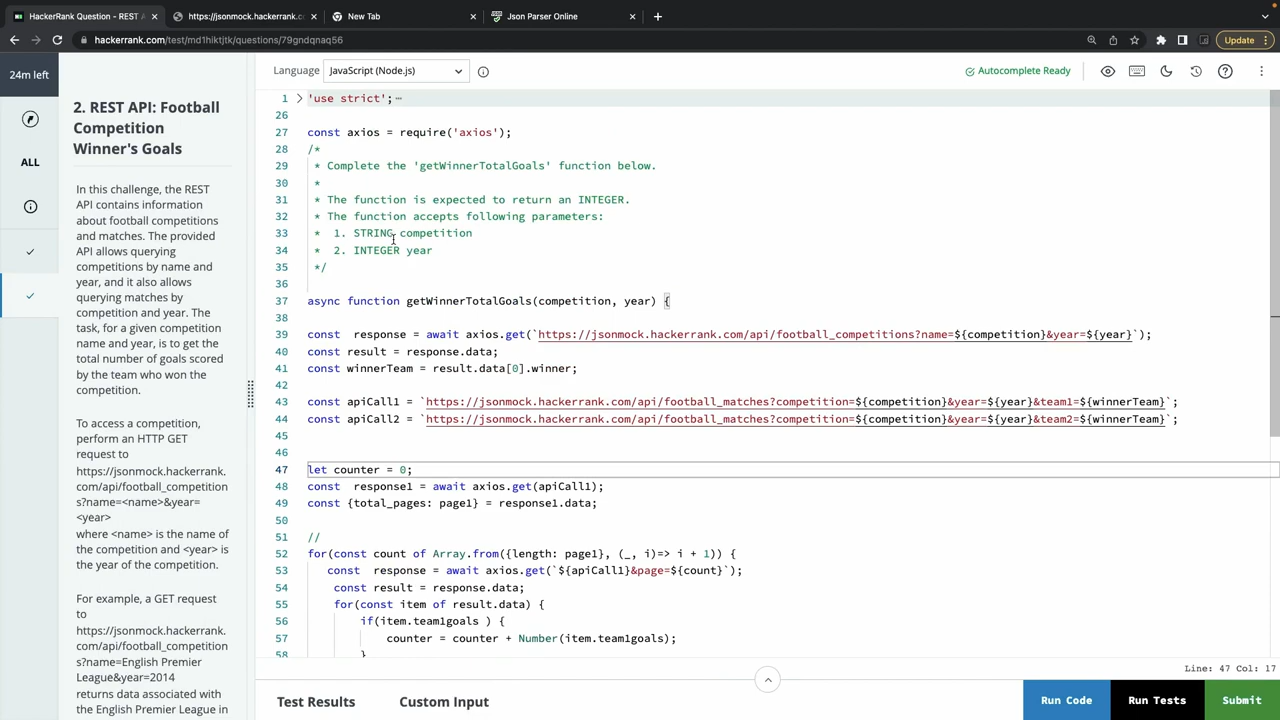 HackerRank Question - REST A
https://jsonmock.hackerrank.c
New Tab
Json Parser Online
hackerrank.com/test/md1hiktjtk/questions/79gndqnaq56
Update
24m left
ALL
2. REST API: Football
Competition
Winner's Goals
In this challenge, the REST
API contains information
about football competitions
and matches. The provided
API allows querying
competitions by name and
year, and it also allows
querying matches by
competition and year. The
task, for a given competition
name and year, is to get the
total number of goals scored
by the team who won the
competition.
To access a competition,
perform an HTTP GET
request to
https://jsonmock.hackerrank.
com/api/football_competition
s?name=<name>&year=
<year>
where <name> is the name of
the competition and <year> is
the year of the competition.
For example, a GET request
to
https://jsonmock.hackerrank.
com/api/football_competition
s?name=English Premier
League&year=2014
returns data associated with
the English Premier League in
Language
JavaScript (Node.js)
Autocomplete Ready
1 'use strict';
26
27 const axios = require('axios');
28 /*
29 * Complete the 'getWinnerTotalGoals' function below.
30 *
31 * The function is expected to return an INTEGER.
32 * The function accepts following parameters:
33 * 1. STRING competition
34 * 2. INTEGER year
35 */
36
37 async function getWinnerTotalGoals(competition, year) {
38
39 const response = await axios.get(`https://jsonmock.hackerrank.com/api/football_competitions?name=${competition}&year=${year}`);
40 const result = response.data;
41 const winnerTeam = result.data[0].winner;
42
43 const apiCall1 = `https://jsonmock.hackerrank.com/api/football_matches?competition=${competition}&year=${year}&team1=${winnerTeam}`;
44 const apiCall2 = `https://jsonmock.hackerrank.com/api/football_matches?competition=${competition}&year=${year}&team2=${winnerTeam}`;
45
46
47 let counter = 0;
48 const response1 = await axios.get(apiCall1);
49 const {total_pages: page1} = response1.data;
50
51 //
52 for(const count of Array.from({length: page1}, (_, i)=> i + 1)) {
53 const response = await axios.get(`${apiCall1}&page=${count}`);
54 const result = response.data;
55 for(const item of result.data) {
56 if(item.team1goals ) {
57 counter = counter + Number(item.team1goals);
58 }
Line: 47 Col: 17
Test Results
Custom Input
Run Code
Run Tests
Submit